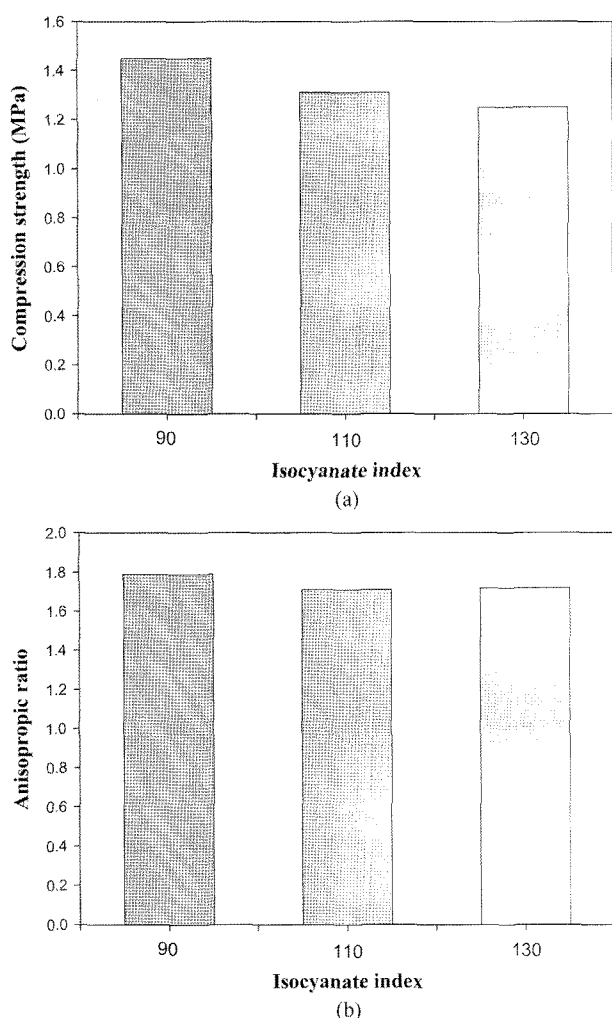 1.6
1.4
1.2
1.0
0.8
0.6
0.4
0.2
0.0
Compression strength (MPa)
90 110 130
Isocyanate index
(a)
2.0
1.8
1.6
1.4
1.2
1.0
0.8
0.6
0.4
0.2
0.0
Anisopropic ratio
90 110 130
Isocyanate index
(b)